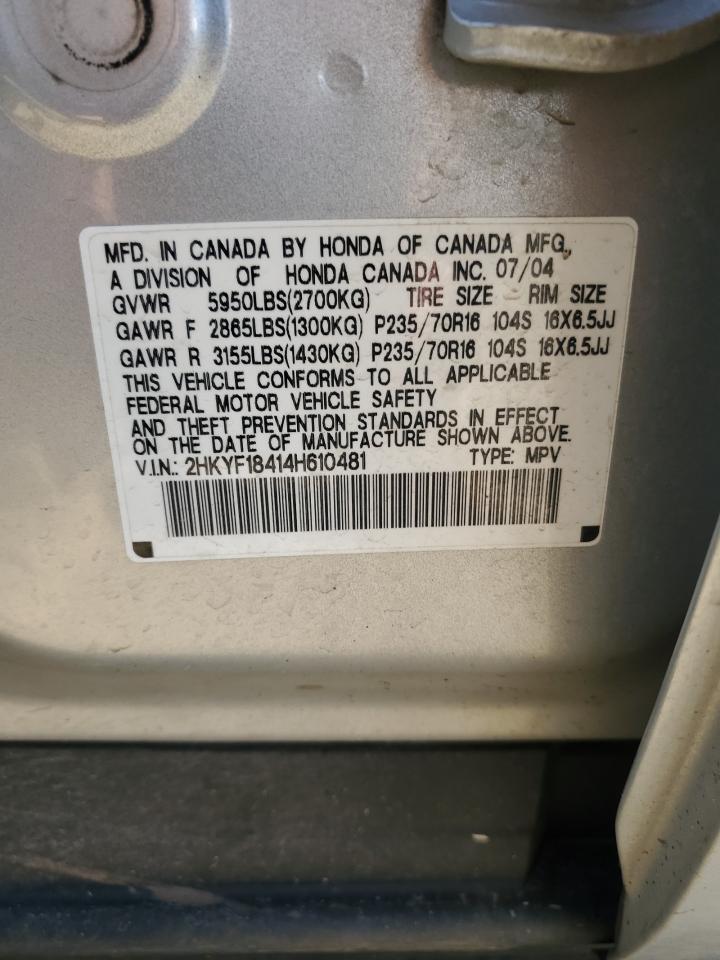 MFD. IN CANADA BY HONDA OF CANADA MFG.,
A DIVISION OF HONDA CANADA INC. 07/04
GVWR 5950LBS(2700KG) TIRE SIZE RIM SIZE
GAWR F 2865LBS(1300KG) P235/70R16 104S 16X6.5JJ
GAWR R 3155LBS(1430KG) P235/70R16 104S 16X6.5JJ
THIS VEHICLE CONFORMS TO ALL APPLICABLE
FEDERAL MOTOR VEHICLE SAFETY
AND THEFT PREVENTION STANDARDS IN EFFECT
ON THE DATE OF MANUFACTURE SHOWN ABOVE.
V.I.N.: 2HKYF18414H610481 TYPE: MPV